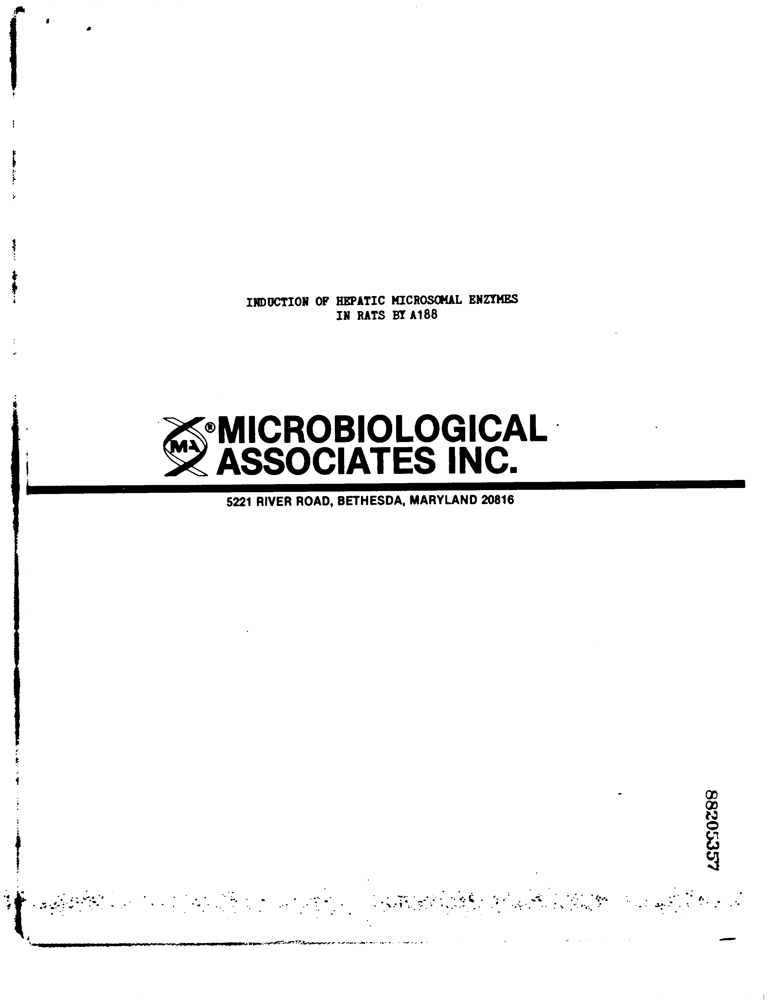 INDUCTION OF HEPATIC MICROSOMAL ENZYMES
IN RATS BY A188
MA ® MICROBIOLOGICAL
ASSOCIATES INC.
5221 RIVER ROAD, BETHESDA, MARYLAND 20816
88205357